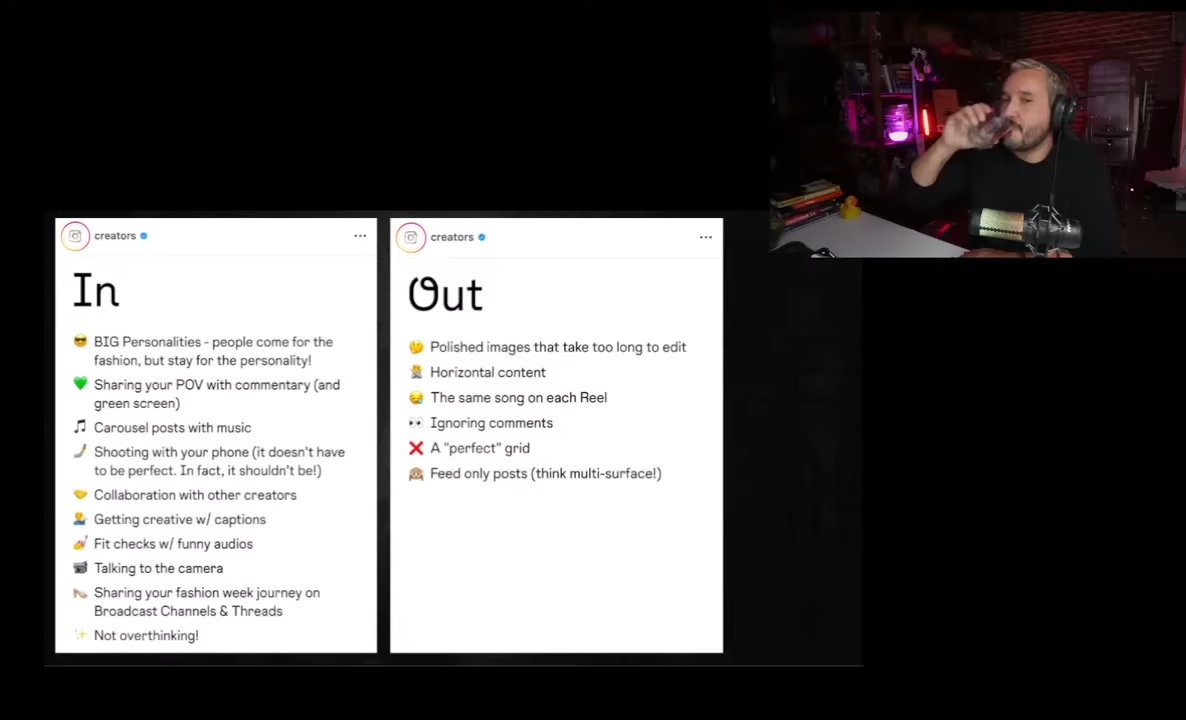 creators
In
BIG Personalities - people come for the
fashion, but stay for the personality!
Sharing your POV with commentary (and
green screen)
Carousel posts with music
Shooting with your phone (it doesn't have
to be perfect. In fact, it shouldn't be!)
Collaboration with other creators
Getting creative w/ captions
Fit checks w/ funny audios
Talking to the camera
Sharing your fashion week journey on
Broadcast Channels & Threads
Not overthinking!
creators
Out
Polished images that take too long to edit
Horizontal content
The same song on each Reel
Ignoring comments
A "perfect" grid
Feed only posts (think multi-surface!)